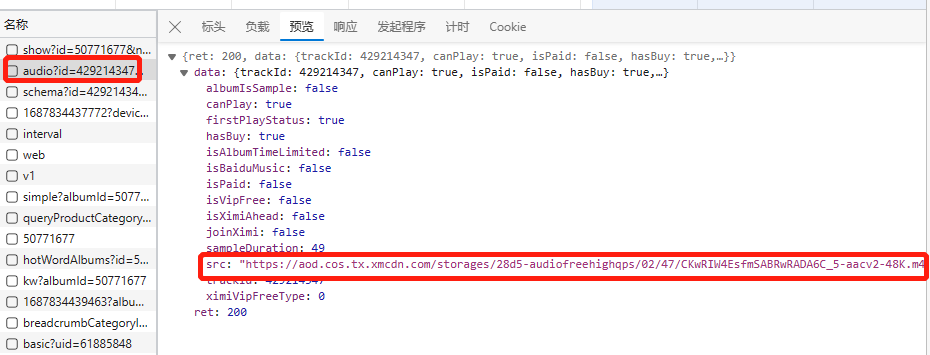 名称
标头 负载 预览 响应 发起程序 计时 Cookie
show?id=50771677&n...
audio?id=429214347...
schema?id=42921434...
1687834437772?devic...
interval
web
v1
simple?albumId=5077...
queryProductCategory...
50771677
hotWordAlbums?id=5...
kw?albumId=50771677
1687834439463?albu...
breadcrumbCategoryI...
basic?uid=61885848
{ret: 200, data: {trackId: 429214347, canPlay: true, isPaid: false, hasBuy: true,…}}
data: {trackId: 429214347, canPlay: true, isPaid: false, hasBuy: true,…}
albumIsSample: false
canPlay: true
firstPlayStatus: true
hasBuy: true
isAlbumTimeLimited: false
isBaiduMusic: false
isPaid: false
isVipFree: false
isXimiAhead: false
joinXimi: false
sampleDuration: 49
src: "https://aod.cos.tx.xmcdn.com/storages/28d5-audiofreehighqps/02/47/CKwRIW4EsfmSABRwRADA6C_5-aacv2-48K.m4
trackId: 429214347
ximiVipFreeType: 0
ret: 200